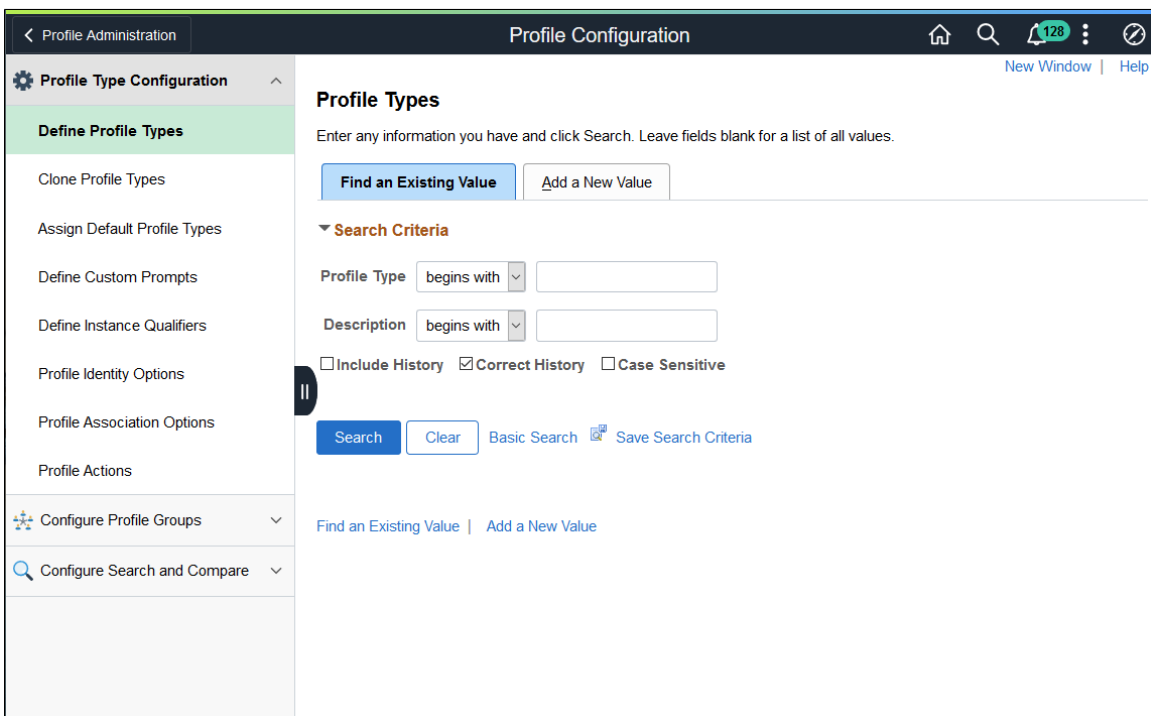 Profile Administration
Profile Configuration
128
New Window | Help
Profile Type Configuration
Define Profile Types
Clone Profile Types
Assign Default Profile Types
Define Custom Prompts
Define Instance Qualifiers
Profile Identity Options
Profile Association Options
Profile Actions
Configure Profile Groups
Configure Search and Compare
Profile Types
Enter any information you have and click Search. Leave fields blank for a list of all values.
Find an Existing Value
Add a New Value
Search Criteria
Profile Type begins with
Description begins with
Include History Correct History Case Sensitive
Search Clear Basic Search Save Search Criteria
Find an Existing Value | Add a New Value